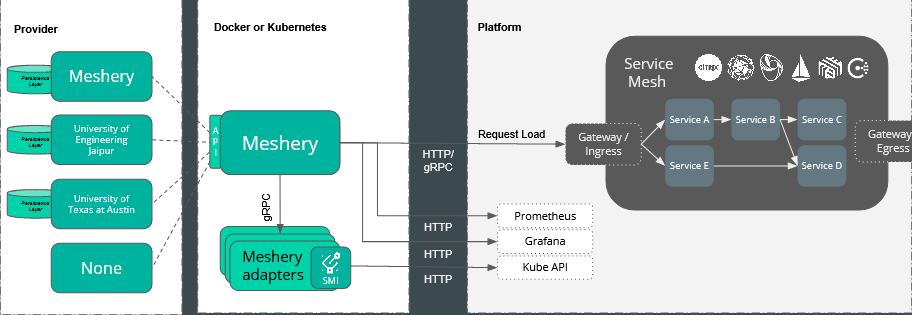 Provider
Docker or Kubernetes
Platform
Persistence
Layer
Meshery
Persistence
Layer
University of
Engineering
Jaipur
Persistence
Layer
University of
Texas at Austin
None
API
Meshery
gRPC
Meshery
adapters
SMI
HTTP/
gRPC
HTTP
HTTP
HTTP
Request Load
Gateway /
Ingress
Service
Mesh
CITRIX
Service A
Service B
Service C
Service E
Service D
Gateway
Egress
Prometheus
Grafana
Kube API